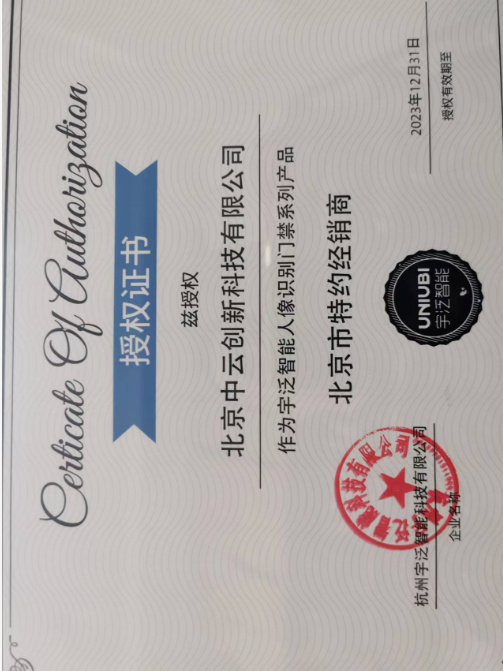 Certicate Of Authorization
授权证书
兹授权
北京中云创新科技有限公司
作为宇泛智能人像识别门禁系列产品
北京市特约经销商
杭州宇泛智能科技有限公司
企业名称
UNIUBI
宇泛智能
2023年12月31日
授权有效期至